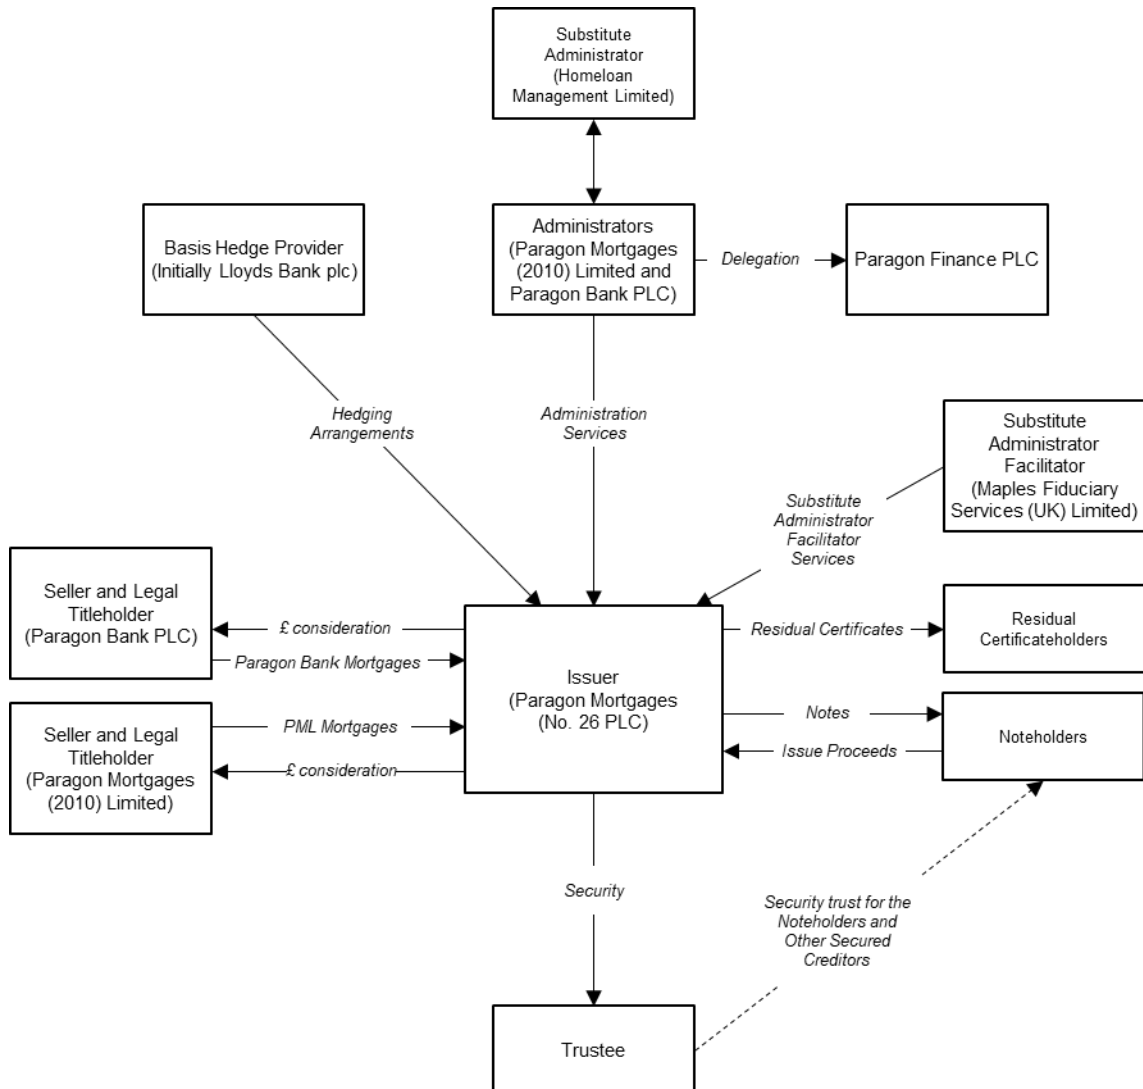 Substitute
Administrator
(Homeloan
Management Limited)
Basis Hedge Provider
(Initially Lloyds Bank plc)
Administrators
(Paragon Mortgages
(2010) Limited and
Paragon Bank PLC)
Delegation
Paragon Finance PLC
Hedging
Arrangements
Administration
Services
Substitute
Administrator
Facilitator
(Maples Fiduciary
Services (UK) Limited)
Substitute
Administrator
Facilitator
Services
Seller and Legal
Titleholder
(Paragon Bank PLC)
£ consideration
Paragon Bank Mortgages
Issuer
(Paragon Mortgages
(No. 26 PLC)
Residual Certificates
Residual
Certificateholders
Seller and Legal
Titleholder
(Paragon Mortgages
(2010) Limited)
PML Mortgages
£ consideration
Notes
Issue Proceeds
Noteholders
Security
Security trust for the
Noteholders and
Other Secured
Creditors
Trustee